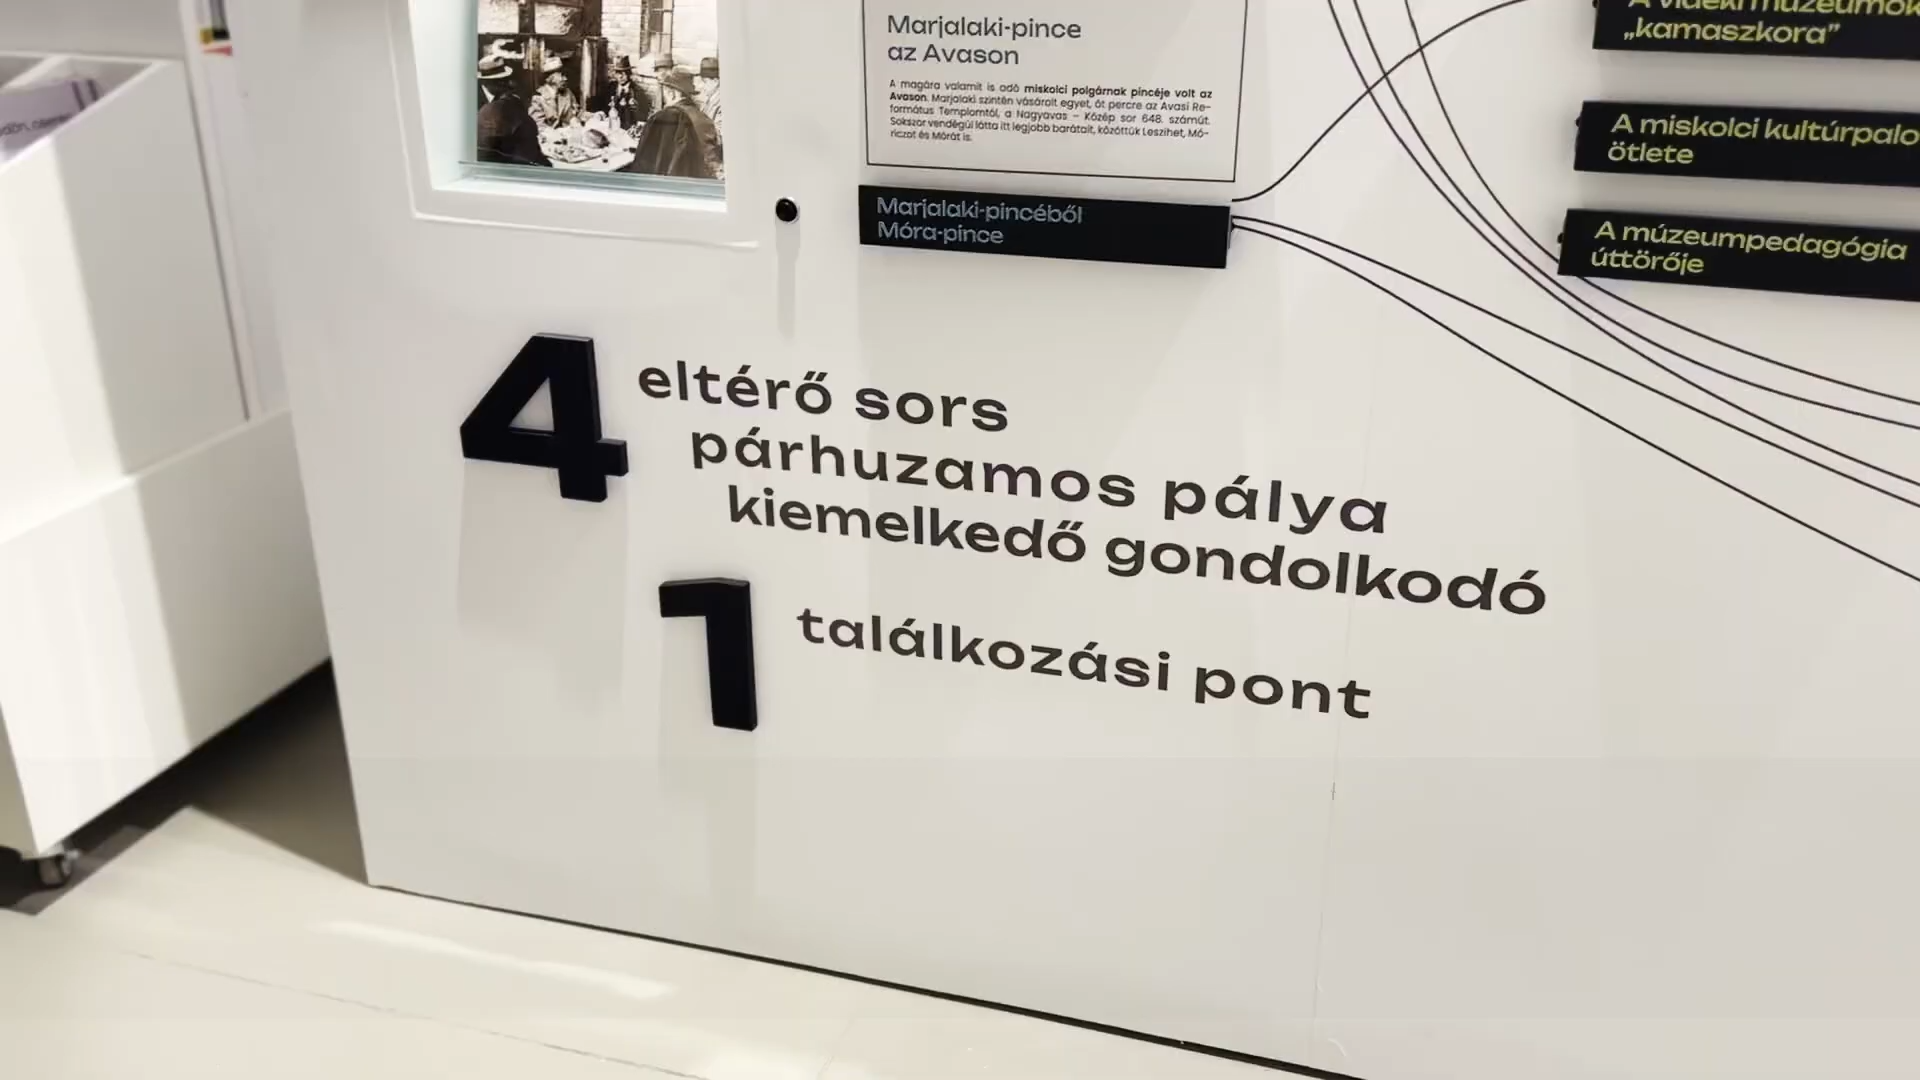 Marjalaki-pince
az Avason
A magára valamit is adó miskolci polgárnak pincéje volt az
Avason. Marjalaki szintén vásárolt egyet, öt percre az Avasi Re-
formátus Templomtól, a Nagyavas – Közép sor 648. számút.
Sokszor vendégül látta itt legjobb barátait, közöttük Leszihet, Mó-
riczot és Mórát is.
Marjalaki-pincéből
Móra-pince
A vidéki múzeumok
„kamaszkora”
A miskolci kultúrpalo
ötlete
A múzeumpedagógia
úttörője
4 eltérő sors
párhuzamos pálya
kiemelkedő gondolkodó
1 találkozási pont